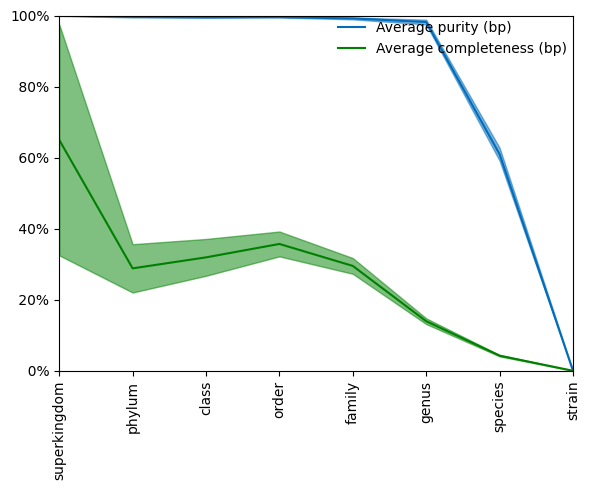 100%
80%
60%
40%
20%
0%
Average purity (bp)
Average completeness (bp)
superkingdom
phylum
class
order
family
genus
species
strain